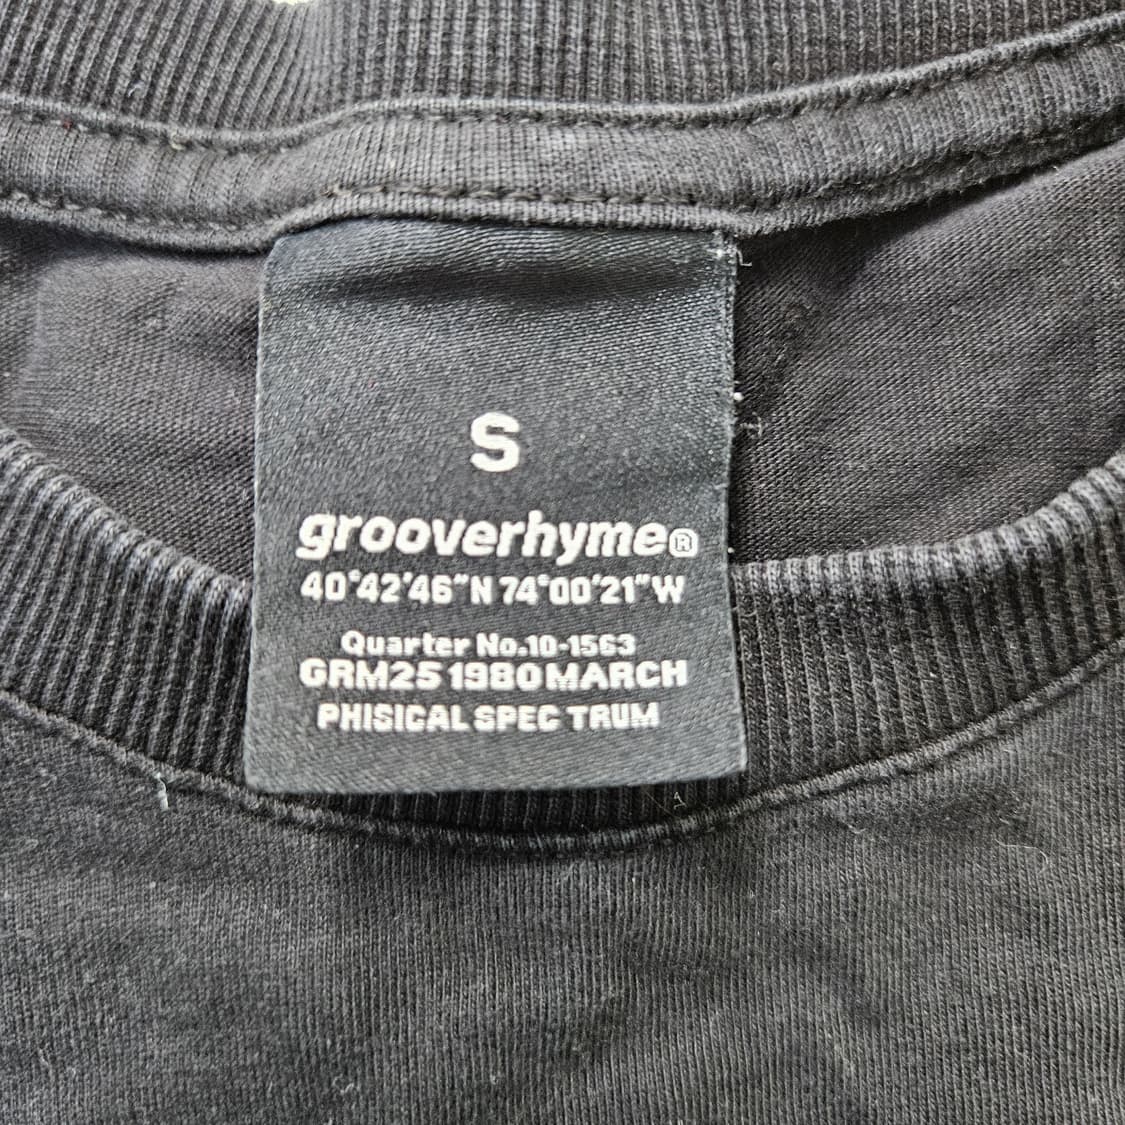 S
grooverhyme®
40°42'46"N 74°00'21"W
Quarter No.10-1563
GRM25 1980 MARCH
PHISICAL SPEC TRUM